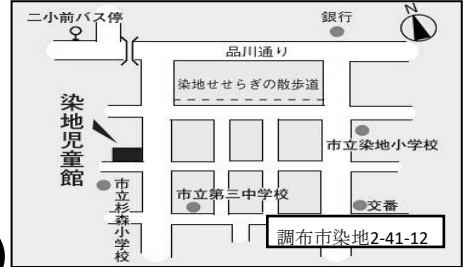 二小前バス停
銀行
N
品川通り
染地せせらぎの散歩道
染地児童館
市立染地小学校
市立杉森小学校
市立第三中学校
交番
調布市染地2-41-12